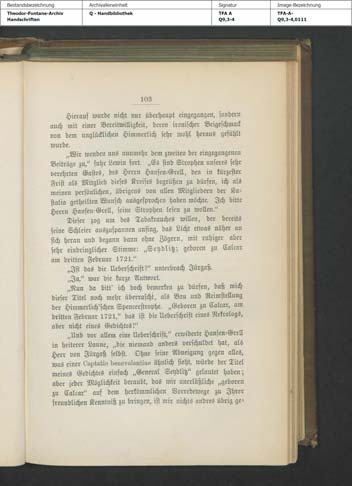 Bestandsbezeichnung Archivalieneinheit Signatur Image-Bezeichnung
Theodor-Fontane-Archiv Q - Handbibliothek TFA A TFA-A-
Handschriften Q9,3-4 Q9,3-4,0111
103
Hierauf wurde nicht nur überhaupt eingegangen, sondern
auch mit einer Bereitwilligkeit, deren ironischer Beigeschmack
von dem unglücklichen Himmerlich sehr wohl heraus gefühlt
wurde.
„Wir wenden uns nunmehr dem zweiten der eingegangenen
Beiträge zu,“ fuhr Lewin fort. „Es sind Strophen unseres sehr
verehrten Gastes, des Herrn Hansen-Grell, den in kürzester
Frist als Mitglied dieses Kreises begrüßen zu dürfen, ich als
meinen persönlichen, übrigens von allen Mitgliedern der Ka-
stalia getheilten Wunsch ausgesprochen haben möchte. Ich bitte
Herrn Hansen-Grell, seine Strophen lesen zu wollen.“
Dieser zog um des Tabakrauches willen, der bereits
seine Schleier auszuspannen anfing, das Licht etwas näher an
sich heran und begann dann ohne Zögern, mit ruhiger aber
sehr eindringlicher Stimme: „Seydlitz; geboren zu Calcar
am dritten Februar 1721.“
„Ist das die Ueberschrift?“ unterbrach Jürgaß.
„Ja,“ war die kurze Antwort.
„Nun da bitt' ich doch bemerken zu dürfen, daß mich
dieser Titel noch mehr überrascht, als Bau und Reimstellung
der Himmerlich'schen Spenserstrophe. „Geboren zu Calcar, am
dritten Februar 1721,“ das ist die Ueberschrift eines Nekrologs,
aber nicht eines Gedichtes!“
„Und vor allem eine Ueberschrift,“ erwiderte Hansen-Grell
in heiterer Laune, „die niemand anders verschuldet hat, als
Herr von Jürgaß selbst. Ohne seine Abneigung gegen alles,
was einer Captatio benevolentiae ähnlich sieht, würde der Titel
meines Gedichtes einfach „General Seydlitz“ gelautet haben;
aber jeder Möglichkeit beraubt, das mir unerläßliche „geboren
zu Calcar“ auf dem herkömmlichen Vorredewege zu Ihrer
freundlichen Kenntniß zu bringen, ist mir nichts anders übrig ge-